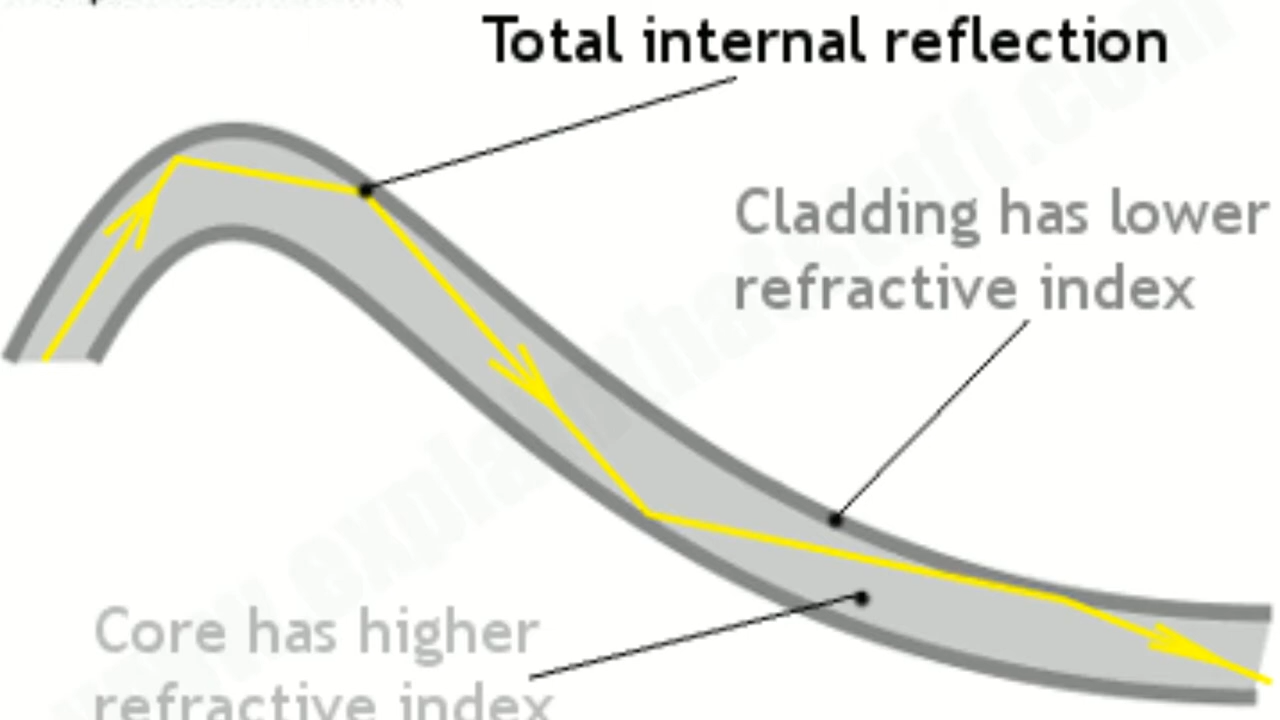 Total internal reflection
Cladding has lower
refractive index
Core has higher
refractive index